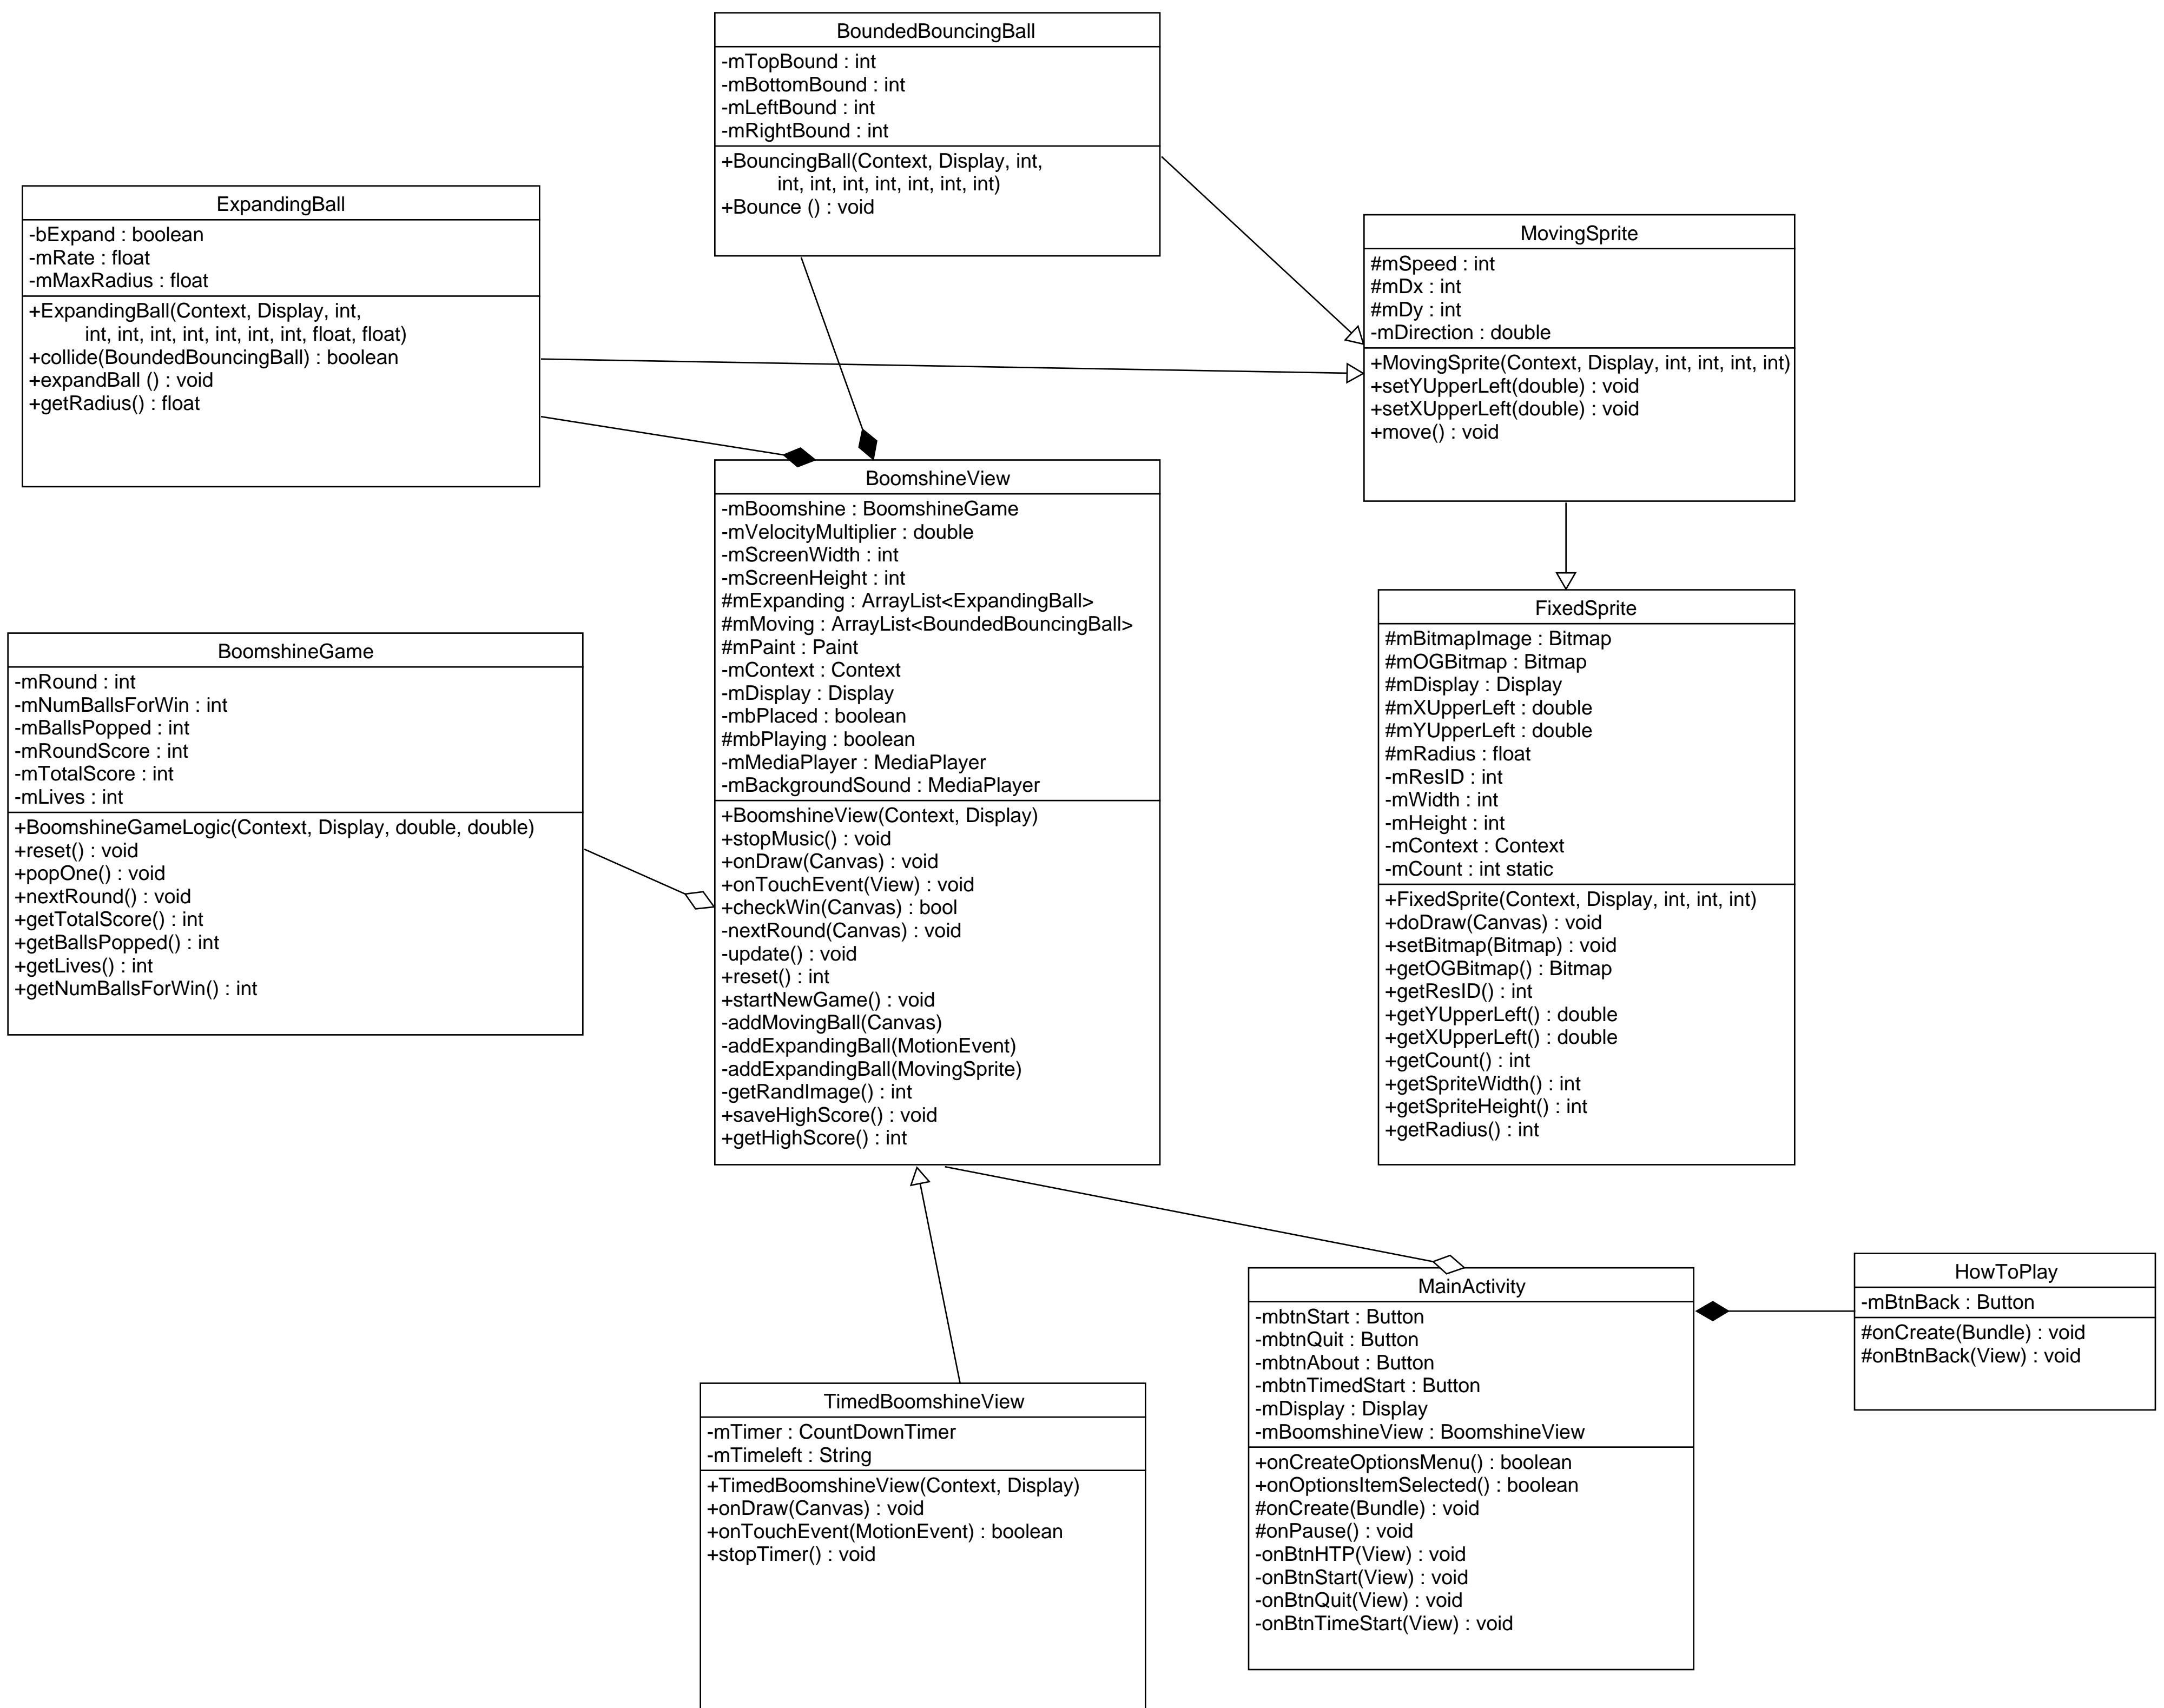 BoundedBouncingBall
-mTopBound : int
-mBottomBound : int
-mLeftBound : int
-mRightBound : int
+BouncingBall(Context, Display, int,
int, int, int, int, int, int, int)
+Bounce () : void
ExpandingBall
-bExpand : boolean
-mRate : float
-mMaxRadius : float
+ExpandingBall(Context, Display, int,
int, int, int, int, int, int, int, float, float)
+collide(BoundedBouncingBall) : boolean
+expandBall () : void
+getRadius() : float
MovingSprite
#mSpeed : int
#mDx : int
#mDy : int
-mDirection : double
+MovingSprite(Context, Display, int, int, int, int)
+setYUpperLeft(double) : void
+setXUpperLeft(double) : void
+move() : void
BoomshineView
-mBoomshine : BoomshineGame
-mVelocityMultiplier : double
-mScreenWidth : int
-mScreenHeight : int
#mExpanding : ArrayList<ExpandingBall>
#mMoving : ArrayList<BoundedBouncingBall>
#mPaint : Paint
-mContext : Context
-mDisplay : Display
-mbPlaced : boolean
#mbPlaying : boolean
-mMediaPlayer : MediaPlayer
-mBackgroundSound : MediaPlayer
+BoomshineView(Context, Display)
+stopMusic() : void
+onDraw(Canvas) : void
+onTouchEvent(View) : void
+checkWin(Canvas) : bool
-nextRound(Canvas) : void
-update() : void
+reset() : int
+startNewGame() : void
-addMovingBall(Canvas)
-addExpandingBall(MotionEvent)
-addExpandingBall(MovingSprite)
-getRandImage() : int
+saveHighScore() : void
+getHighScore() : int
FixedSprite
#mBitmapImage : Bitmap
#mOGBitmap : Bitmap
#mDisplay : Display
#mXUpperLeft : double
#mYUpperLeft : double
#mRadius : float
-mResID : int
-mWidth : int
-mHeight : int
-mContext : Context
-mCount : int static
+FixedSprite(Context, Display, int, int, int)
+doDraw(Canvas) : void
+setBitmap(Bitmap) : void
+getOGBitmap() : Bitmap
+getResID() : int
+getYUpperLeft() : double
+getXUpperLeft() : double
+getCount() : int
+getSpriteWidth() : int
+getSpriteHeight() : int
+getRadius() : int
BoomshineGame
-mRound : int
-mNumBallsForWin : int
-mBallsPopped : int
-mRoundScore : int
-mTotalScore : int
-mLives : int
+BoomshineGameLogic(Context, Display, double, double)
+reset() : void
+popOne() : void
+nextRound() : void
+getTotalScore() : int
+getBallsPopped() : int
+getLives() : int
+getNumBallsForWin() : int
MainActivity
-mbtnStart : Button
-mbtnQuit : Button
-mbtnAbout : Button
-mbtnTimedStart : Button
-mDisplay : Display
-mBoomshineView : BoomshineView
+onCreateOptionsMenu() : boolean
+onOptionsItemSelected() : boolean
#onCreate(Bundle) : void
#onPause() : void
-onBtnHTP(View) : void
-onBtnStart(View) : void
-onBtnQuit(View) : void
-onBtnTimeStart(View) : void
HowToPlay
-mBtnBack : Button
#onCreate(Bundle) : void
#onBtnBack(View) : void
TimedBoomshineView
-mTimer : CountDownTimer
-mTimeleft : String
+TimedBoomshineView(Context, Display)
+onDraw(Canvas) : void
+onTouchEvent(MotionEvent) : boolean
+stopTimer() : void